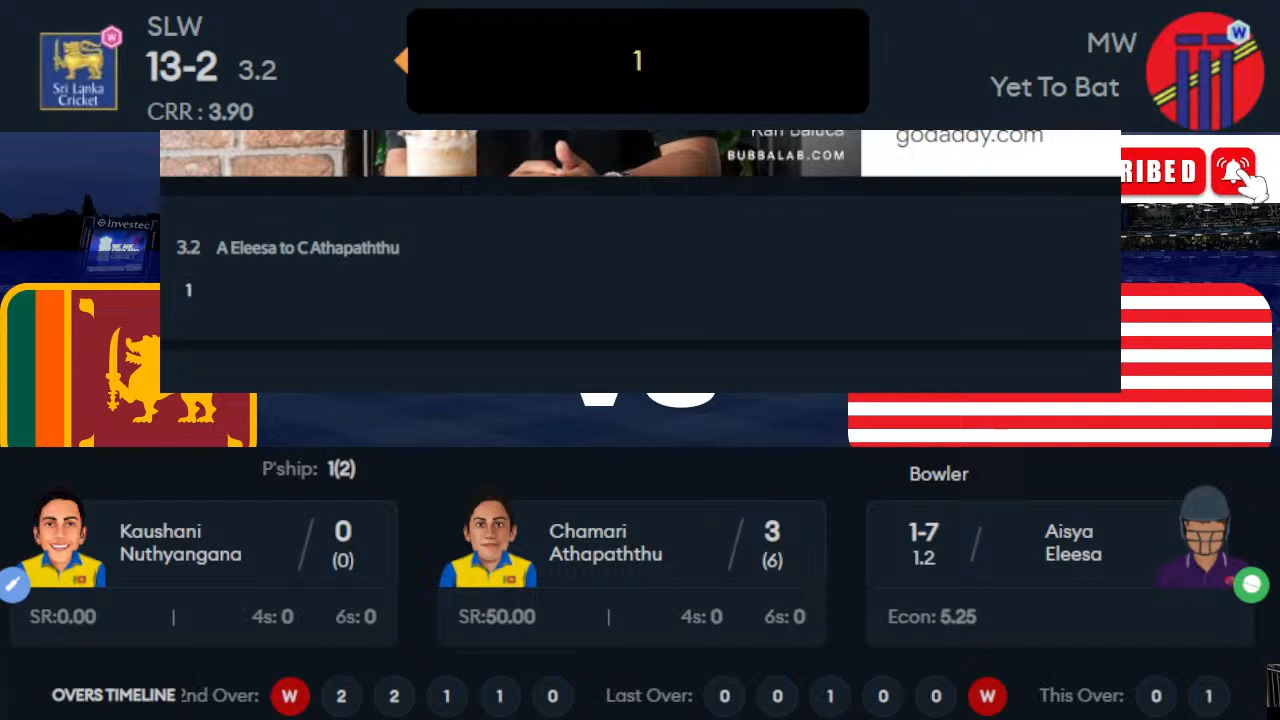 SLW
13-2 3.2
CRR : 3.90
Sri Lanka
Cricket
W
1
MW
Yet To Bat
W
BUBBALAB.COM
godaddy.com
RIBED
Investec
3.2 A Eleesa to C Athapaththu
1
P'ship: 1(2)
Bowler
Kaushani
Nuthyangana
0
(0)
SR:0.00 | 4s: 0 6s: 0
Chamari
Athapaththu
3
(6)
SR:50.00 | 4s: 0 6s: 0
1-7
1.2
Aisya
Eleesa
Econ: 5.25
OVERS TIMELINE 2nd Over: W 2 2 1 1 0 Last Over: 0 0 1 0 0 W This Over: 0 1